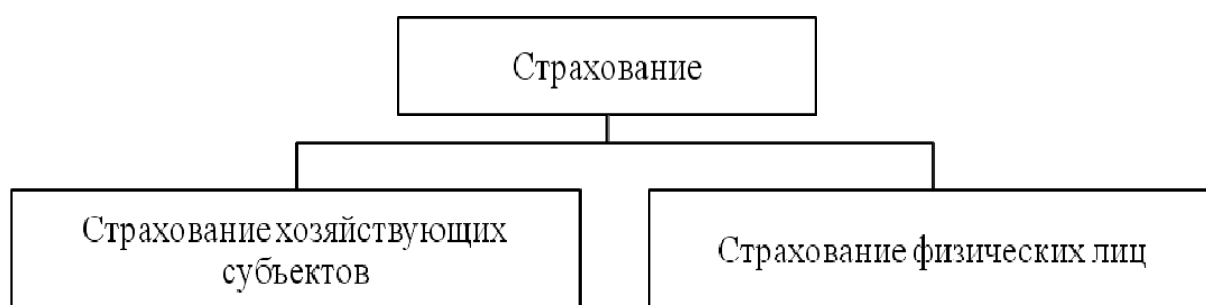 Страхование
Страхование хозяйствующих
субъектов
Страхование физических лиц